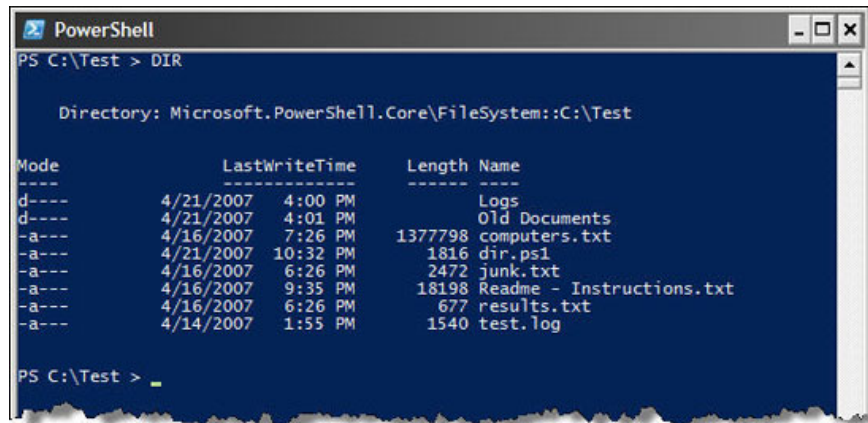 PowerShell
PS C:\Test > DIR
Directory: Microsoft.PowerShell.Core\FileSystem::C:\Test
Mode                LastWriteTime     Length Name
----                -------------     ------ ----
d----         4/21/2007   4:00 PM            Logs
d----         4/21/2007   4:01 PM            Old Documents
-a---         4/16/2007   7:26 PM    1377798 computers.txt
-a---         4/21/2007  10:32 PM       1816 dir.ps1
-a---         4/16/2007   6:26 PM       2472 junk.txt
-a---         4/16/2007   9:35 PM      18198 Readme - Instructions.txt
-a---         4/16/2007   6:26 PM        677 results.txt
-a---         4/14/2007   1:55 PM       1540 test.log
PS C:\Test > _